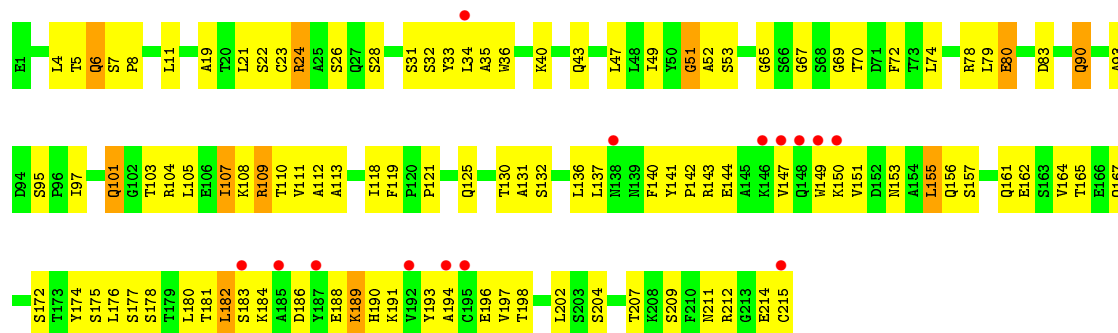 E1 L4 T5 Q6 S7 P8 L11 A19 T20 L21 S22 C23 R24 A25 S26 Q27 S28 S31 S32 Y33 L34 A35 W36 K40 Q43 L47 L48 I49 Y50 G51 A52 S53 G65 S66 G67 S68 G69 T70 D71 F72 T73 L74 R78 L79 E80 D83 Q90 A93
D94 S95 P96 I97 Q101 G102 T103 R104 L105 E106 I107 K108 R109 T110 V111 A112 A113 I118 F119 P120 P121 Q125 T130 A131 S132 L136 L137 N138 N139 F140 Y141 P142 R143 E144 A145 K146 V147 Q148 W149 K150 V151 D152 N153 A154 L155 Q156 S157 Q161 E162 S163 V164 T165 E166 Q167
S172 T173 Y174 S175 L176 S177 S178 T179 L180 T181 L182 S183 K184 A185 D186 Y187 E188 K189 H190 K191 V192 Y193 A194 C195 E196 V197 T198 L202 S203 S204 T207 K208 S209 F210 N211 R212 G213 E214 C215